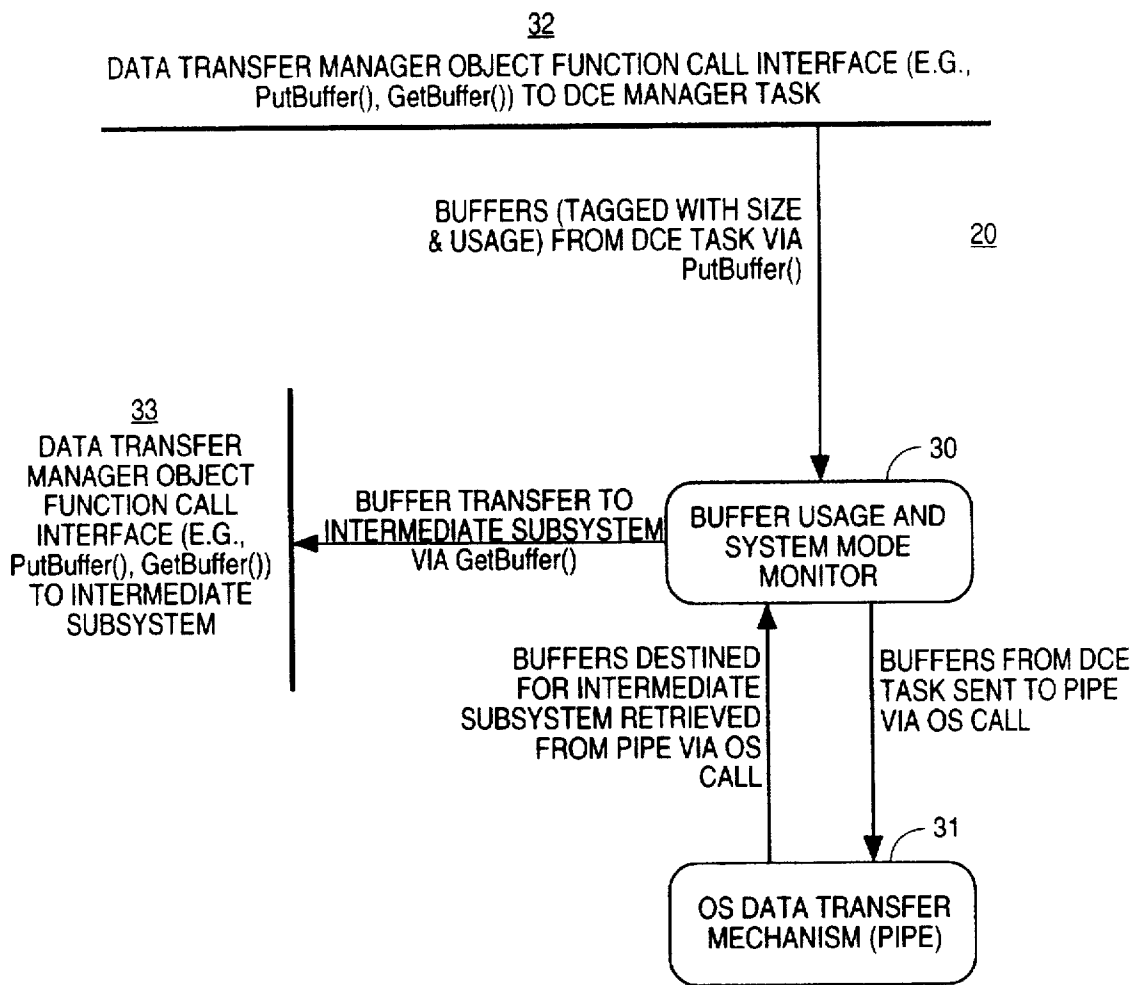 32
DATA TRANSFER MANAGER OBJECT FUNCTION CALL INTERFACE (E.G.,
PutBuffer(), GetBuffer()) TO DCE MANAGER TASK
BUFFERS (TAGGED WITH SIZE
& USAGE) FROM DCE TASK VIA
PutBuffer()
20
33
DATA TRANSFER
MANAGER OBJECT
FUNCTION CALL
INTERFACE (E.G.,
PutBuffer(), GetBuffer())
TO INTERMEDIATE
SUBSYSTEM
BUFFER TRANSFER TO
INTERMEDIATE SUBSYSTEM
VIA GetBuffer()
30
BUFFER USAGE AND
SYSTEM MODE
MONITOR
BUFFERS DESTINED
FOR INTERMEDIATE
SUBSYSTEM RETRIEVED
FROM PIPE VIA OS
CALL
BUFFERS FROM DCE
TASK SENT TO PIPE
VIA OS CALL
31
OS DATA TRANSFER
MECHANISM (PIPE)